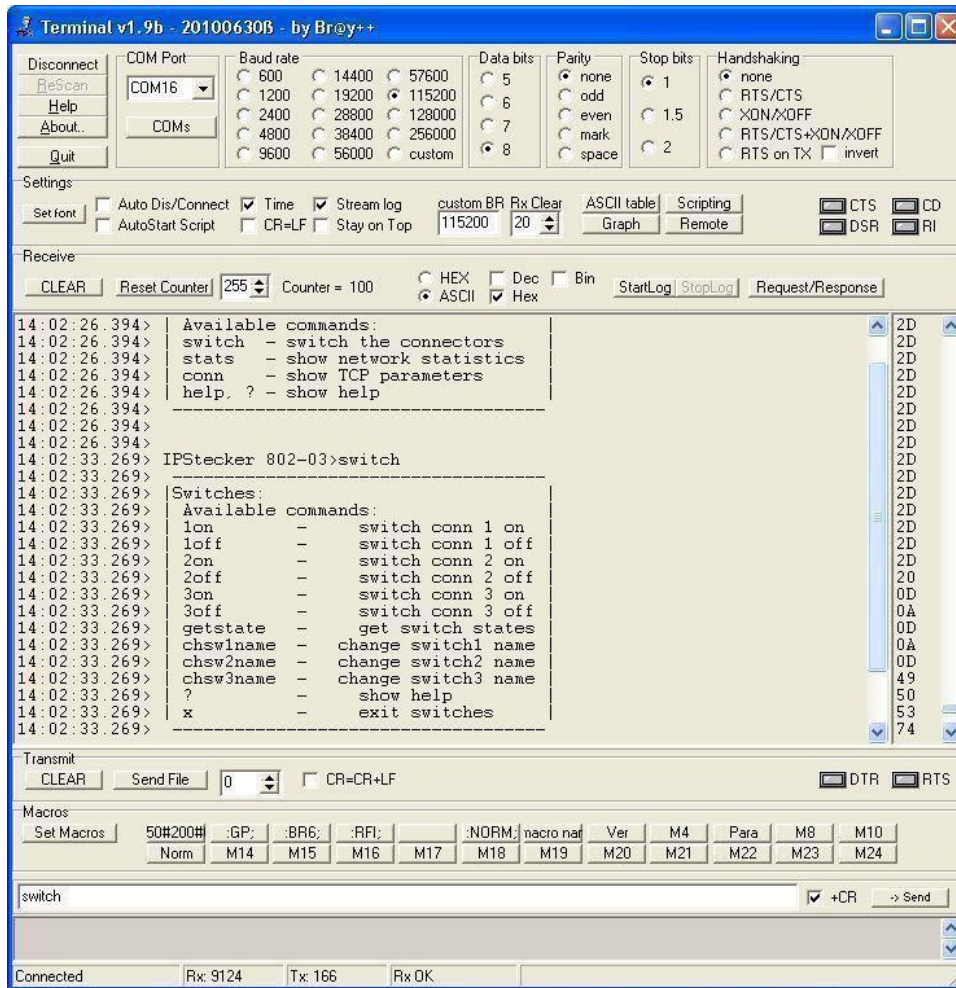 Terminal v1.9b - 20100630ß - by Br@y++
Disconnect
ReScan
Help
About..
Quit
COM Port
COM16
COMs
Baud rate
600 14400 57600
1200 19200 115200
2400 28800 128000
4800 38400 256000
9600 56000 custom
Data bits
5
6
7
8
Parity
none
odd
even
mark
space
Stop bits
1
1.5
2
Handshaking
none
RTS/CTS
XON/XOFF
RTS/CTS+XON/XOFF
RTS on TX invert
Settings
Set font
Auto Dis/Connect Time Stream log
AutoStart Script CR=LF Stay on Top
custom BR Rx Clear
115200 20
ASCII table Scripting
Graph Remote
CTS CD
DSR RI
Receive
CLEAR Reset Counter 255 Counter = 100
HEX Dec Bin
ASCII Hex
StartLog StopLog Request/Response
14:02:26.394> | Available commands: | 2D
14:02:26.394> | switch - switch the connectors | 2D
14:02:26.394> | stats - show network statistics | 2D
14:02:26.394> | conn - show TCP parameters | 2D
14:02:26.394> | help, ? - show help | 2D
14:02:26.394> ------------------------------------- 2D
14:02:26.394> 2D
14:02:26.394> 2D
14:02:33.269> IPStecker 802-03>switch 2D
14:02:33.269> ------------------------------------- 2D
14:02:33.269> |Switches: | 2D
14:02:33.269> | Available commands: | 2D
14:02:33.269> | 1on - switch conn 1 on | 2D
14:02:33.269> | 1off - switch conn 1 off | 2D
14:02:33.269> | 2on - switch conn 2 on | 2D
14:02:33.269> | 2off - switch conn 2 off | 20
14:02:33.269> | 3on - switch conn 3 on | 0D
14:02:33.269> | 3off - switch conn 3 off | 0A
14:02:33.269> | getstate - get switch states | 0D
14:02:33.269> | chsw1name - change switch1 name | 0A
14:02:33.269> | chsw2name - change switch2 name | 0D
14:02:33.269> | chsw3name - change switch3 name | 49
14:02:33.269> | ? - show help | 50
14:02:33.269> | x - exit switches | 53
14:02:33.269> ------------------------------------- 74
Transmit
CLEAR Send File 0 CR=CR+LF DTR RTS
Macros
Set Macros 50#200# :GP; :BR6; :RFI; :NORM; nacro nar Ver M4 Para M8 M10
Norm M14 M15 M16 M17 M18 M19 M20 M21 M22 M23 M24
switch +CR -> Send
Connected Rx: 9124 Tx: 166 Rx OK